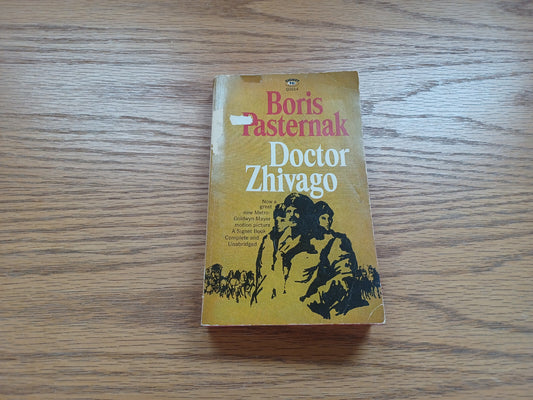 Boris
Pasternak
Doctor
Zhivago
Now a
great
new Metro-
Goldwyn-Mayer
motion picture
A Signet Book
Complete and
Unabridged